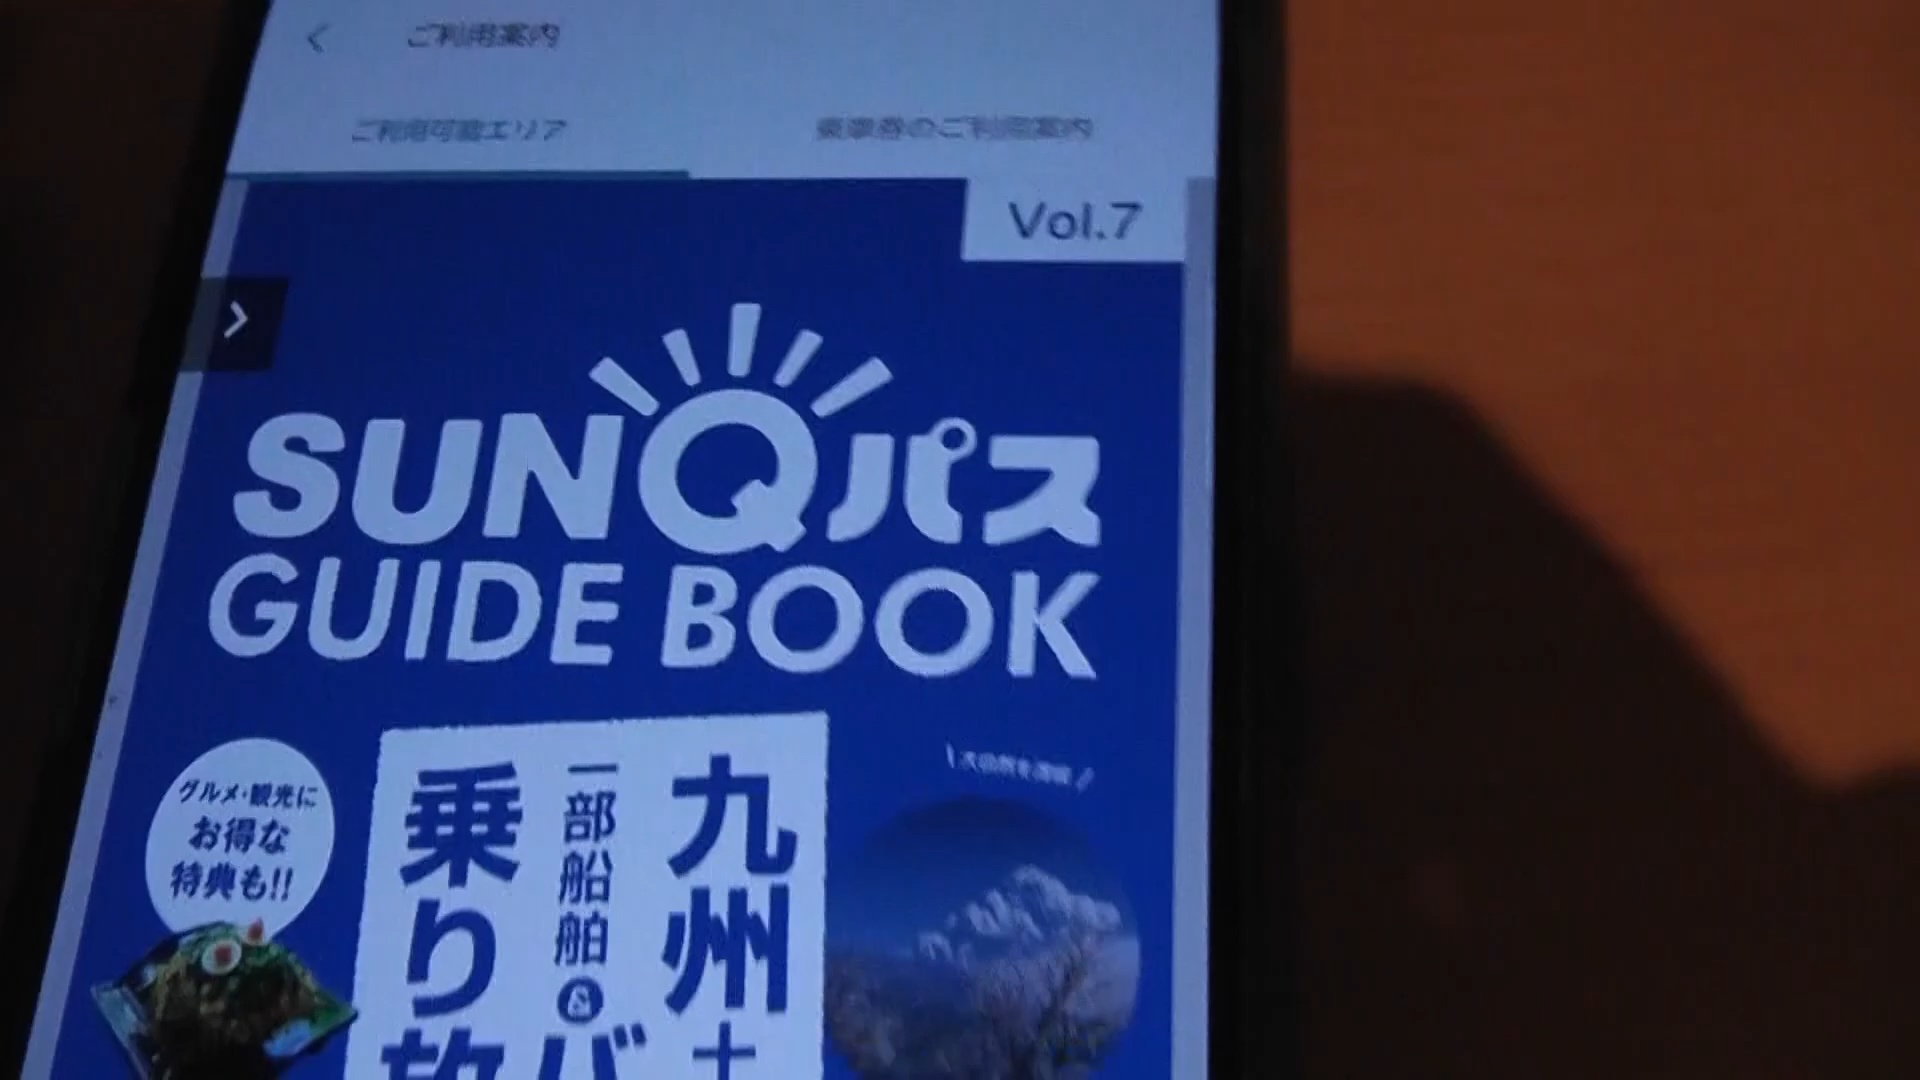 ご利用案内
ご利用可能エリア
乗車券のご利用案内
Vol.7
SUNQパス
GUIDE BOOK
グルメ・観光に
お得な
特典も!!
九州+
一部船舶&バ
乗り放